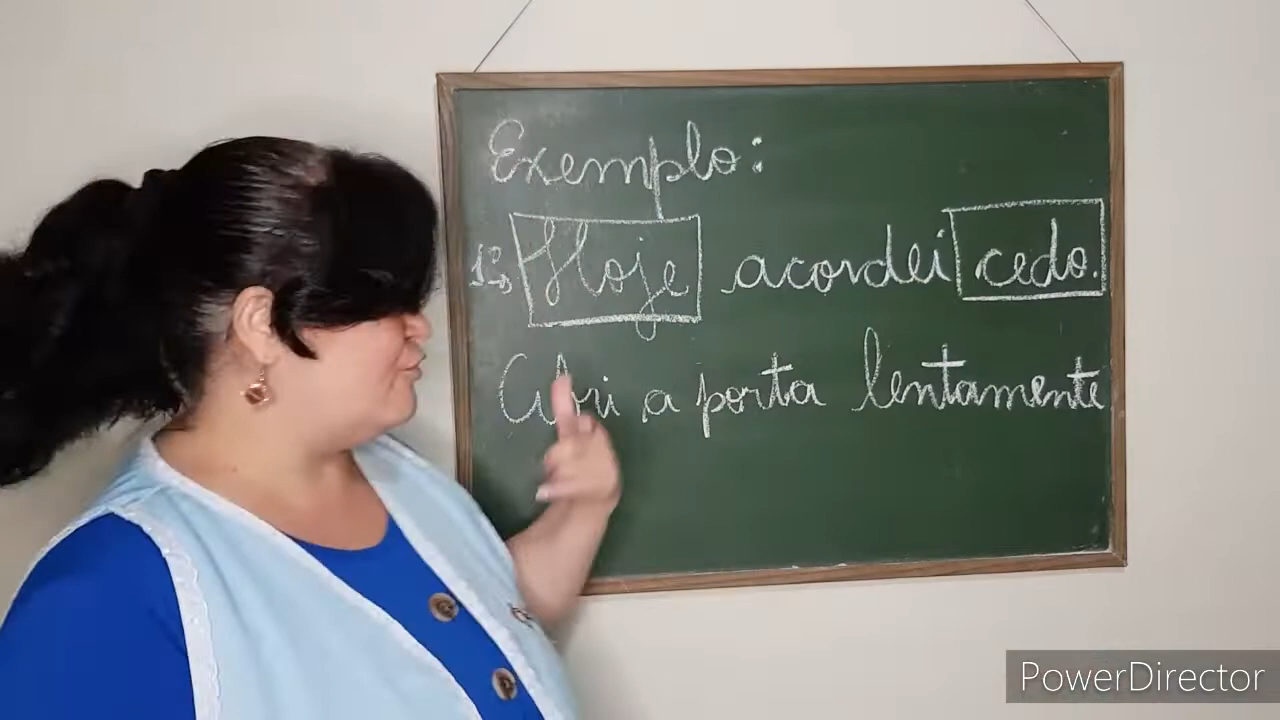 Exemplo:
1º→ Hoje acordei cedo.
Abri a porta lentamente
PowerDirector